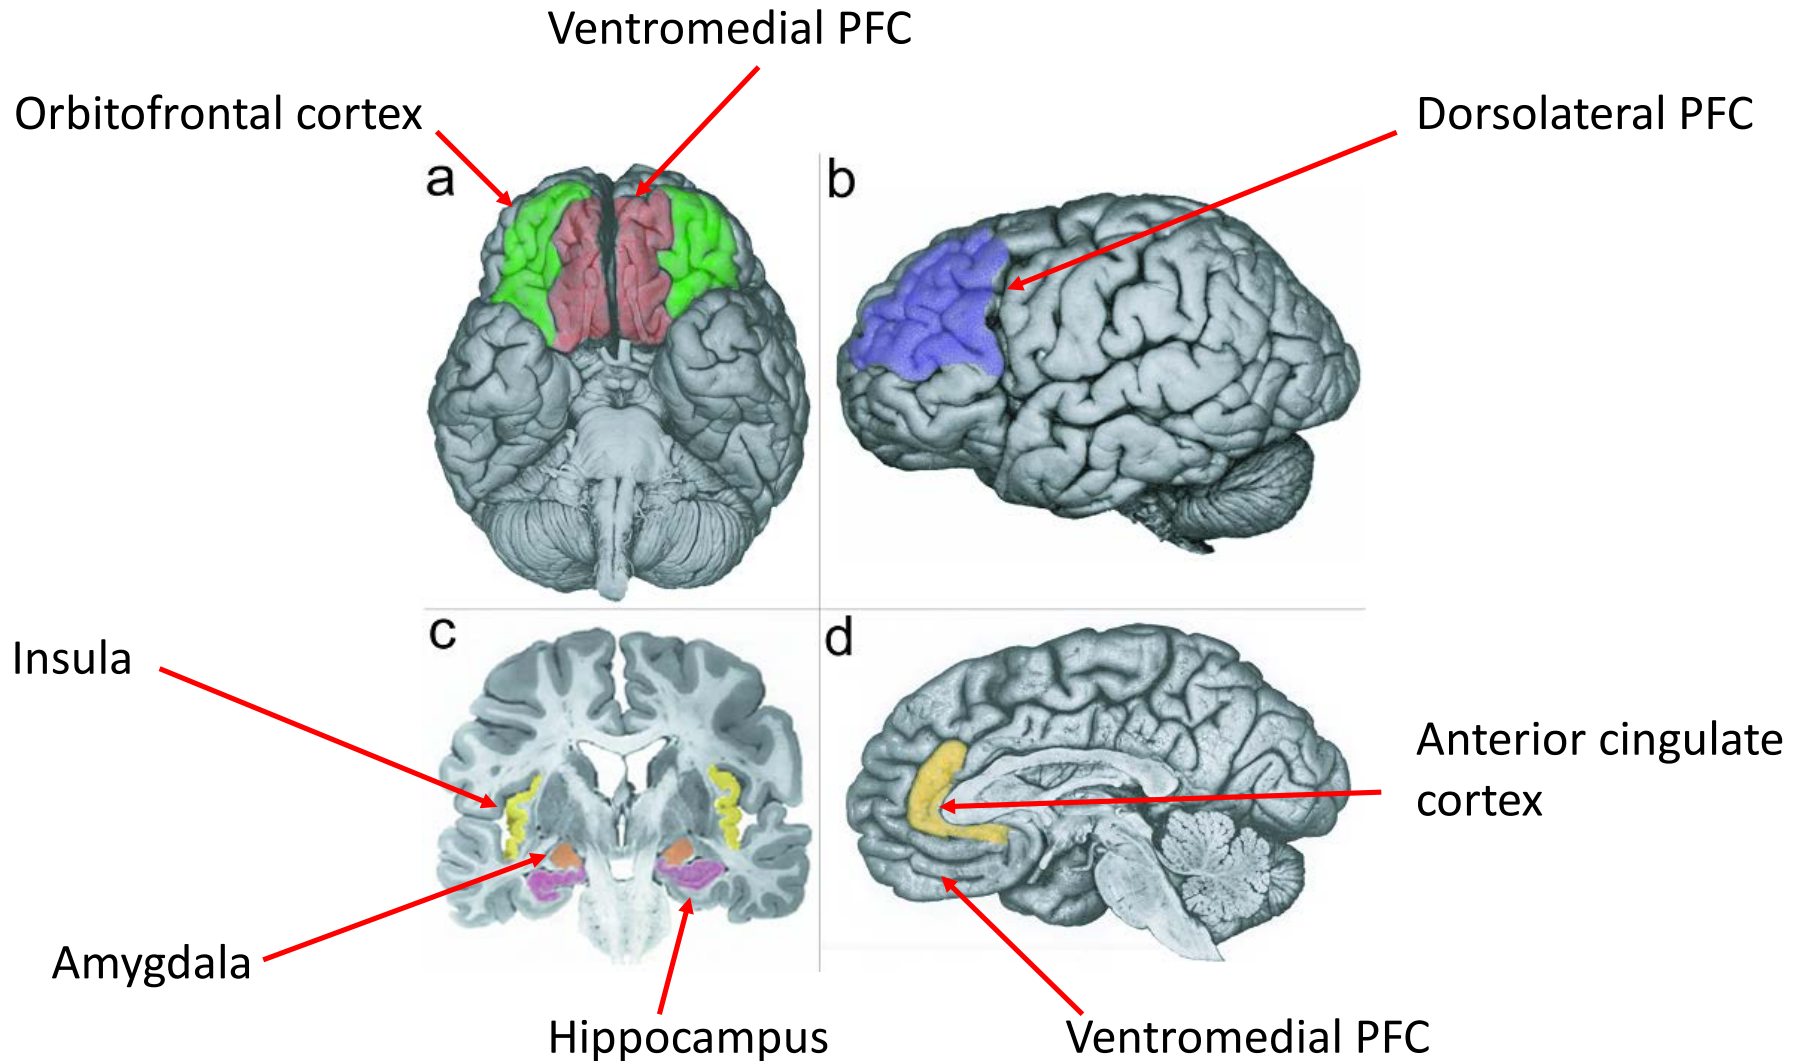 Ventromedial PFC
Orbitofrontal cortex
Dorsolateral PFC
a
b
Insula
c
d
Anterior cingulate
cortex
Amygdala
Hippocampus
Ventromedial PFC